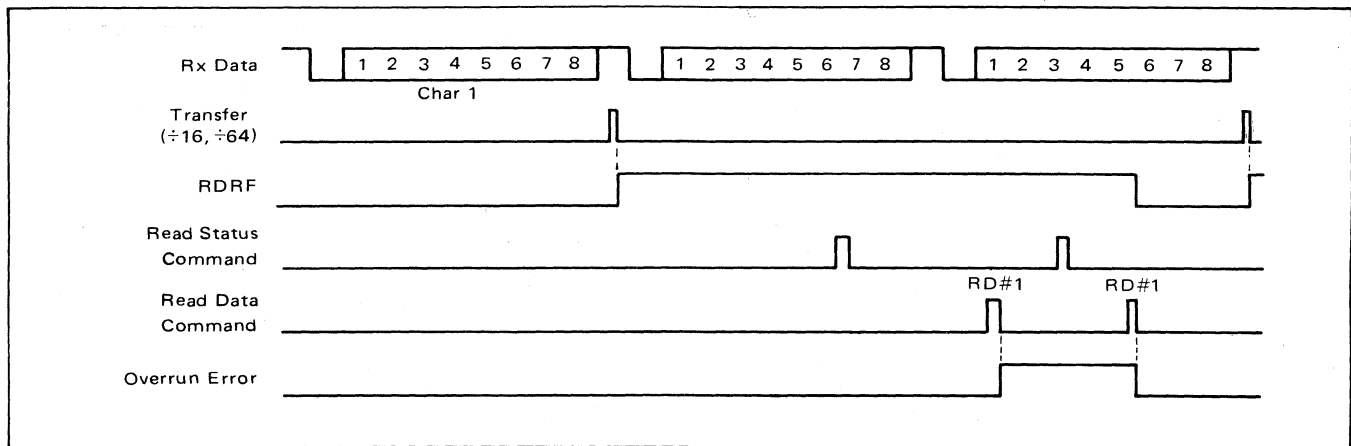 Rx Data
1 2 3 4 5 6 7 8
1 2 3 4 5 6 7 8
1 2 3 4 5 6 7 8
Char 1
Transfer
(÷16, ÷64)
RDRF
Read Status
Command
RD#1
RD#1
Read Data
Command
Overrun Error